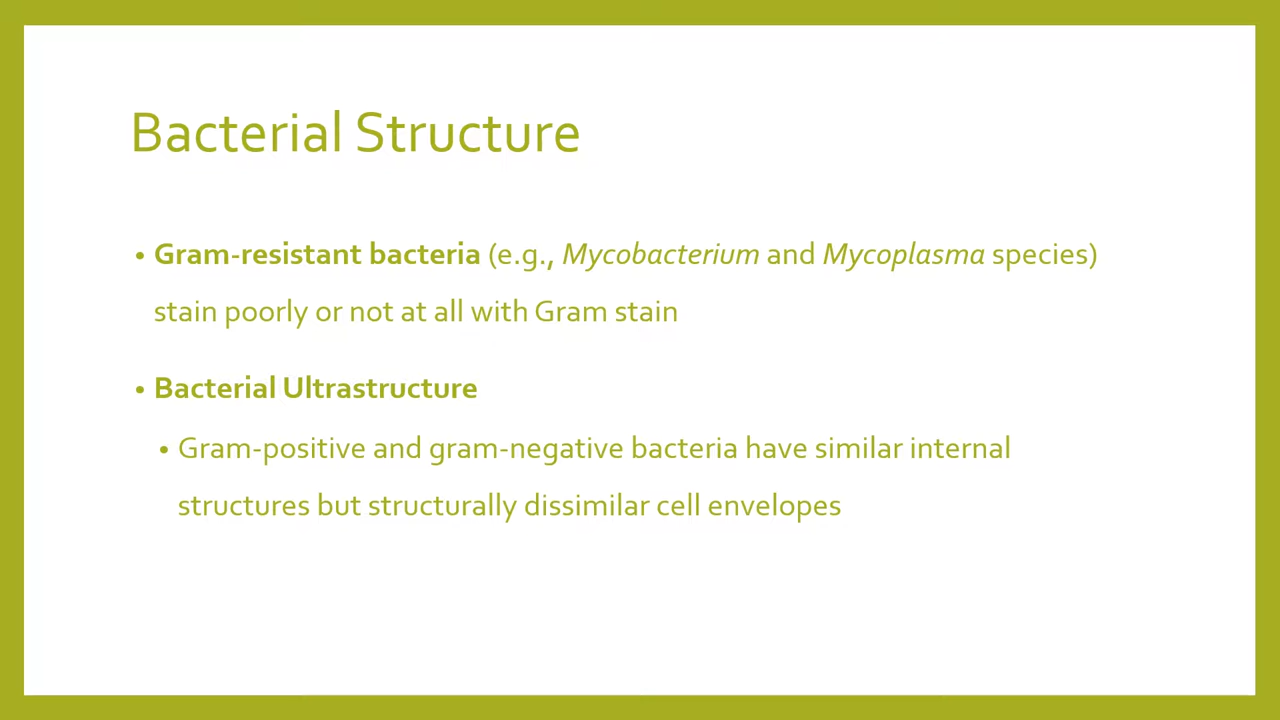 Bacterial Structure
• Gram-resistant bacteria (e.g., Mycobacterium and Mycoplasma species)
stain poorly or not at all with Gram stain
• Bacterial Ultrastructure
• Gram-positive and gram-negative bacteria have similar internal
structures but structurally dissimilar cell envelopes